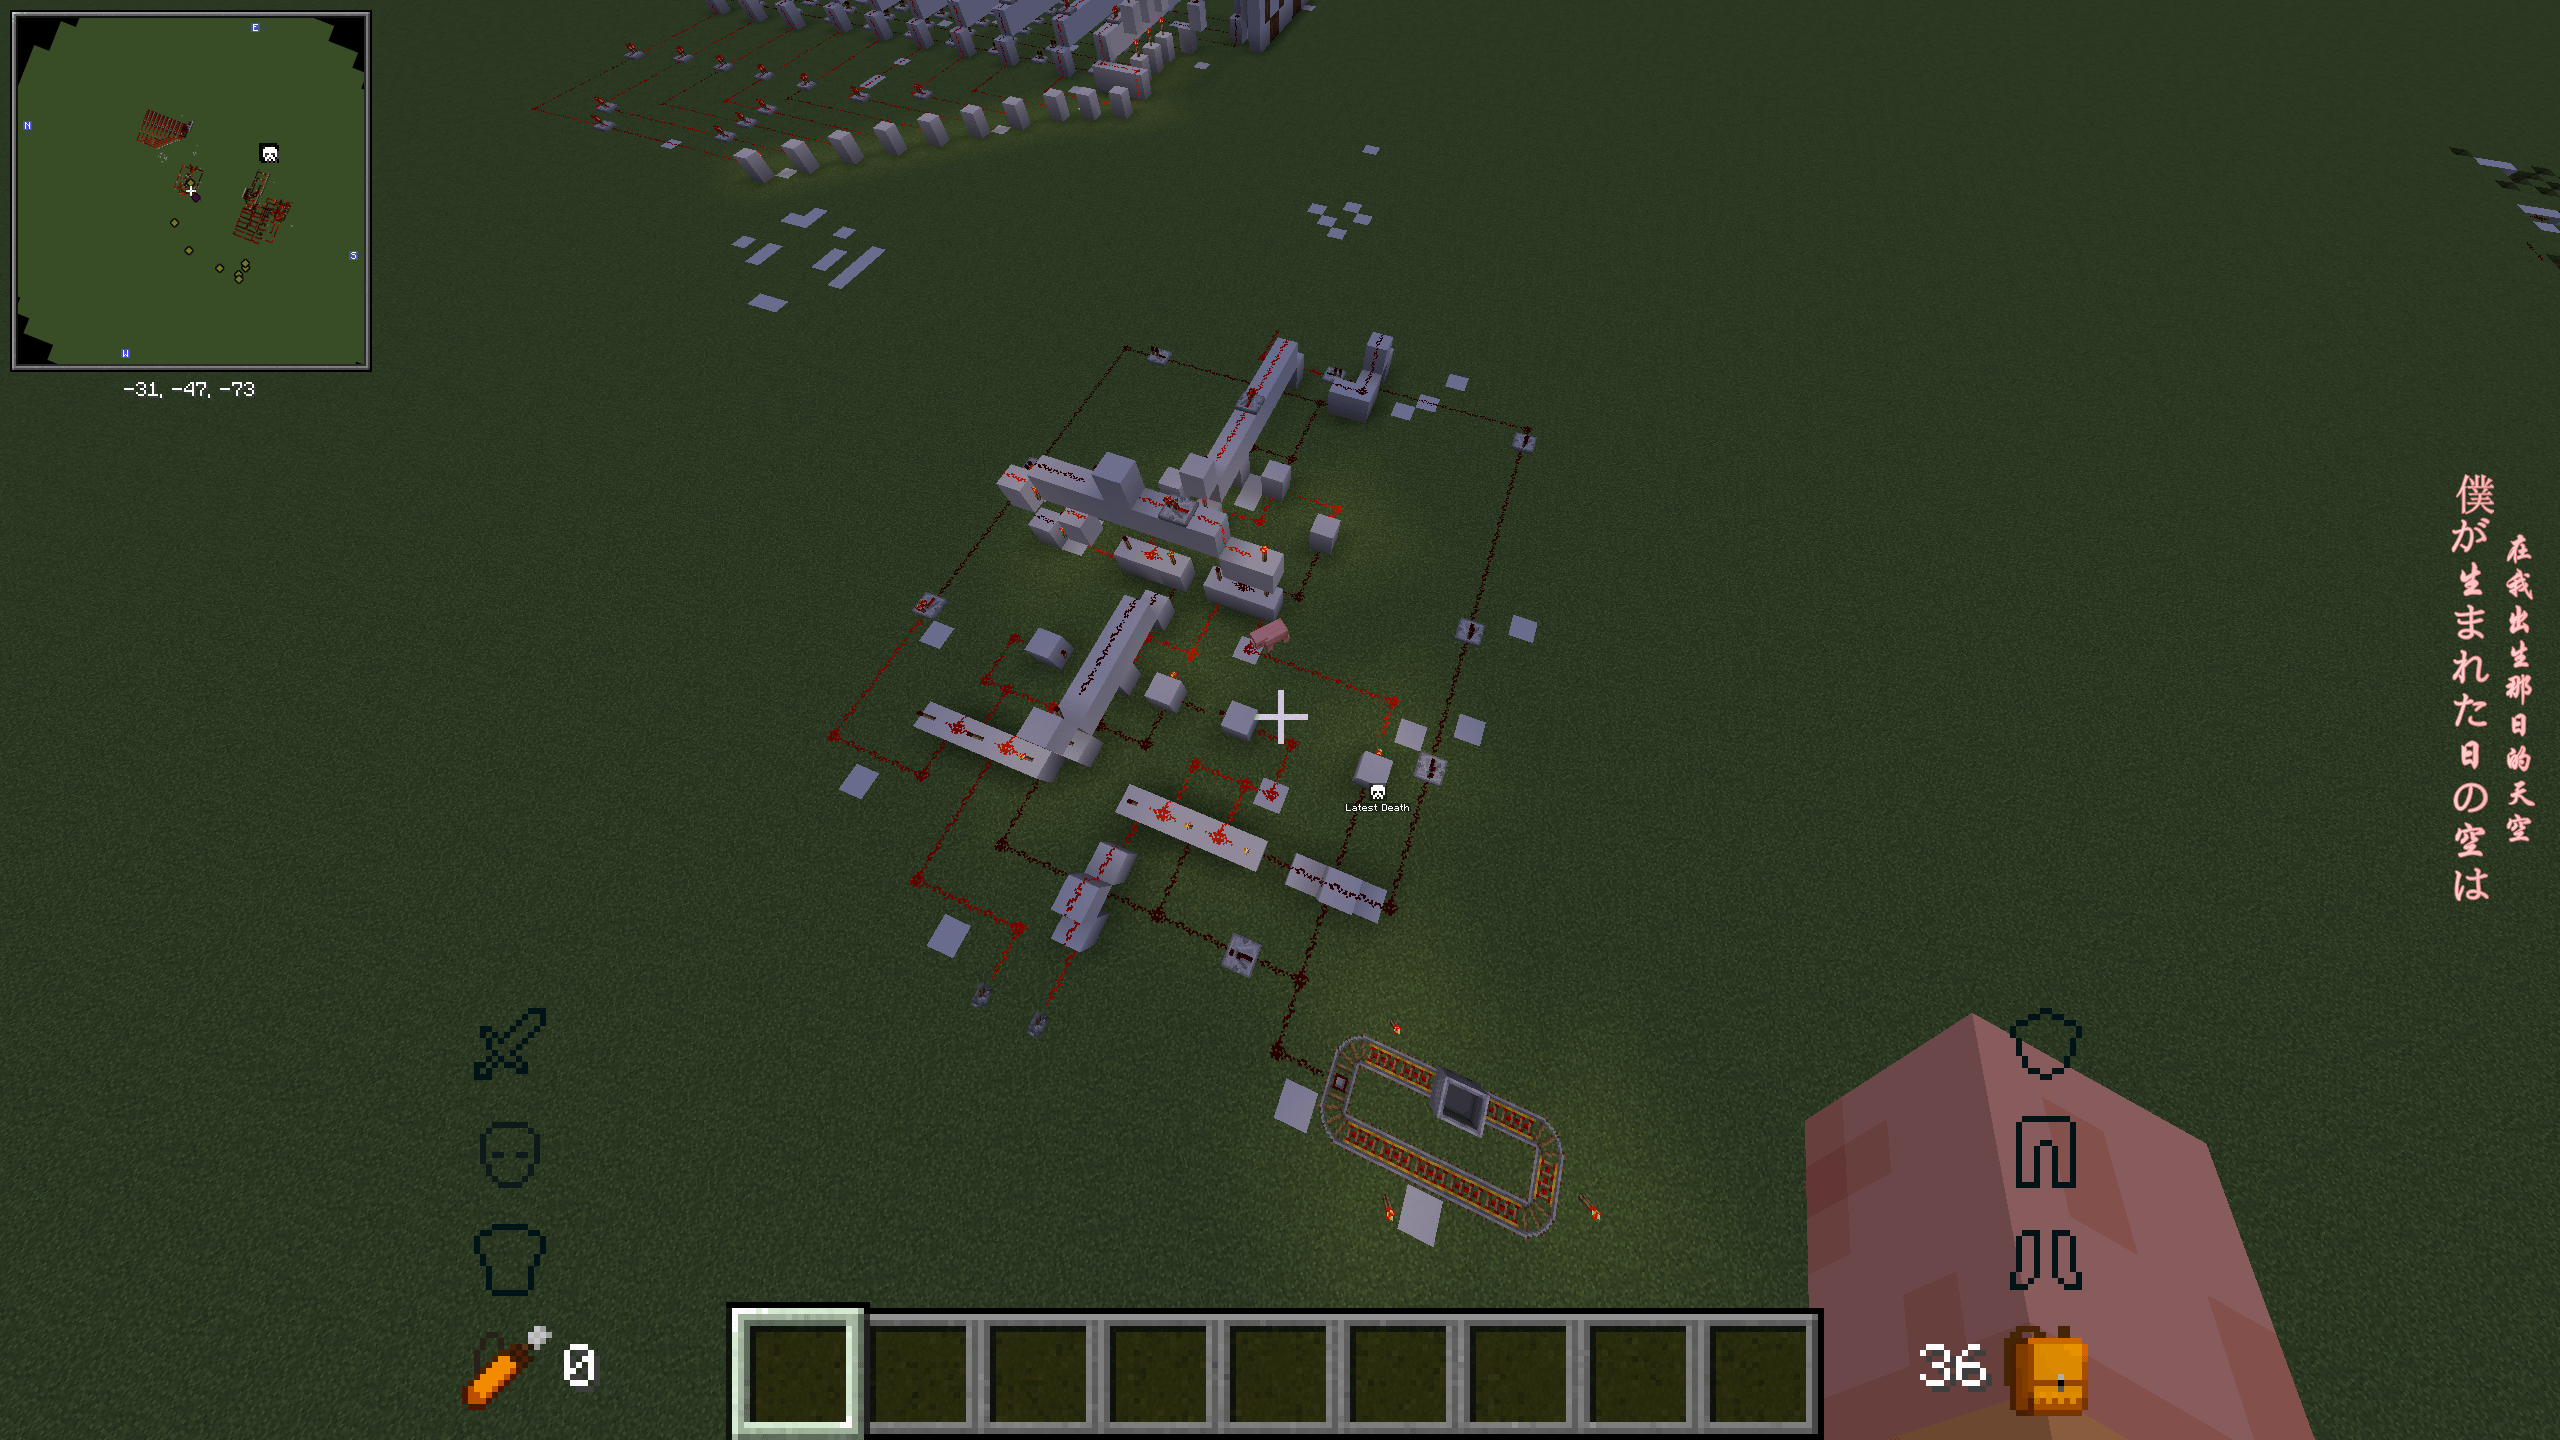 E
N
S
W
-31, -47, -73
Latest Death
僕が生まれた日の空は
在我出生那日的天空
0
36